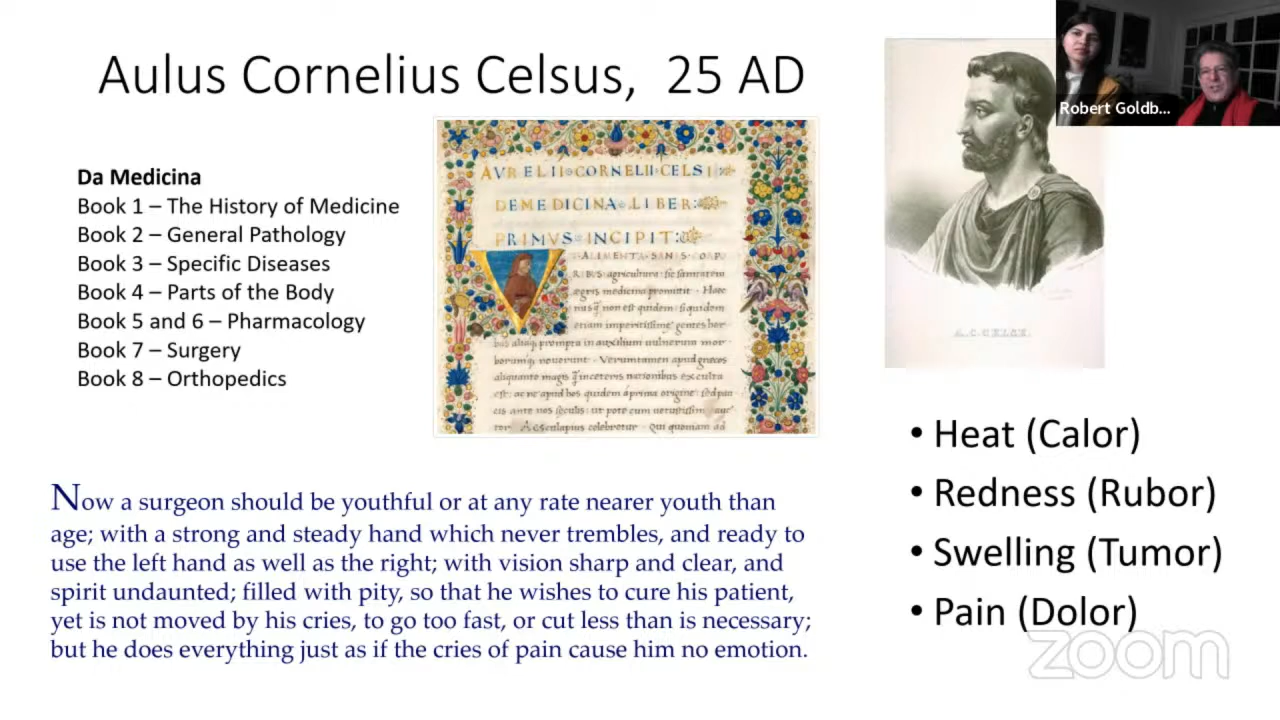 Aulus Cornelius Celsus, 25 AD
Robert Goldb...
Da Medicina
Book 1 – The History of Medicine
Book 2 – General Pathology
Book 3 – Specific Diseases
Book 4 – Parts of the Body
Book 5 and 6 – Pharmacology
Book 7 – Surgery
Book 8 – Orthopedics
AVRELII CORNELII CELSI
DEMEDICINA LIBER:
PRIMVS INCIPIT:
A.C.CELSE.
• Heat (Calor)
• Redness (Rubor)
• Swelling (Tumor)
• Pain (Dolor)
Now a surgeon should be youthful or at any rate nearer youth than
age; with a strong and steady hand which never trembles, and ready to
use the left hand as well as the right; with vision sharp and clear, and
spirit undaunted; filled with pity, so that he wishes to cure his patient,
yet is not moved by his cries, to go too fast, or cut less than is necessary;
but he does everything just as if the cries of pain cause him no emotion.
zoom